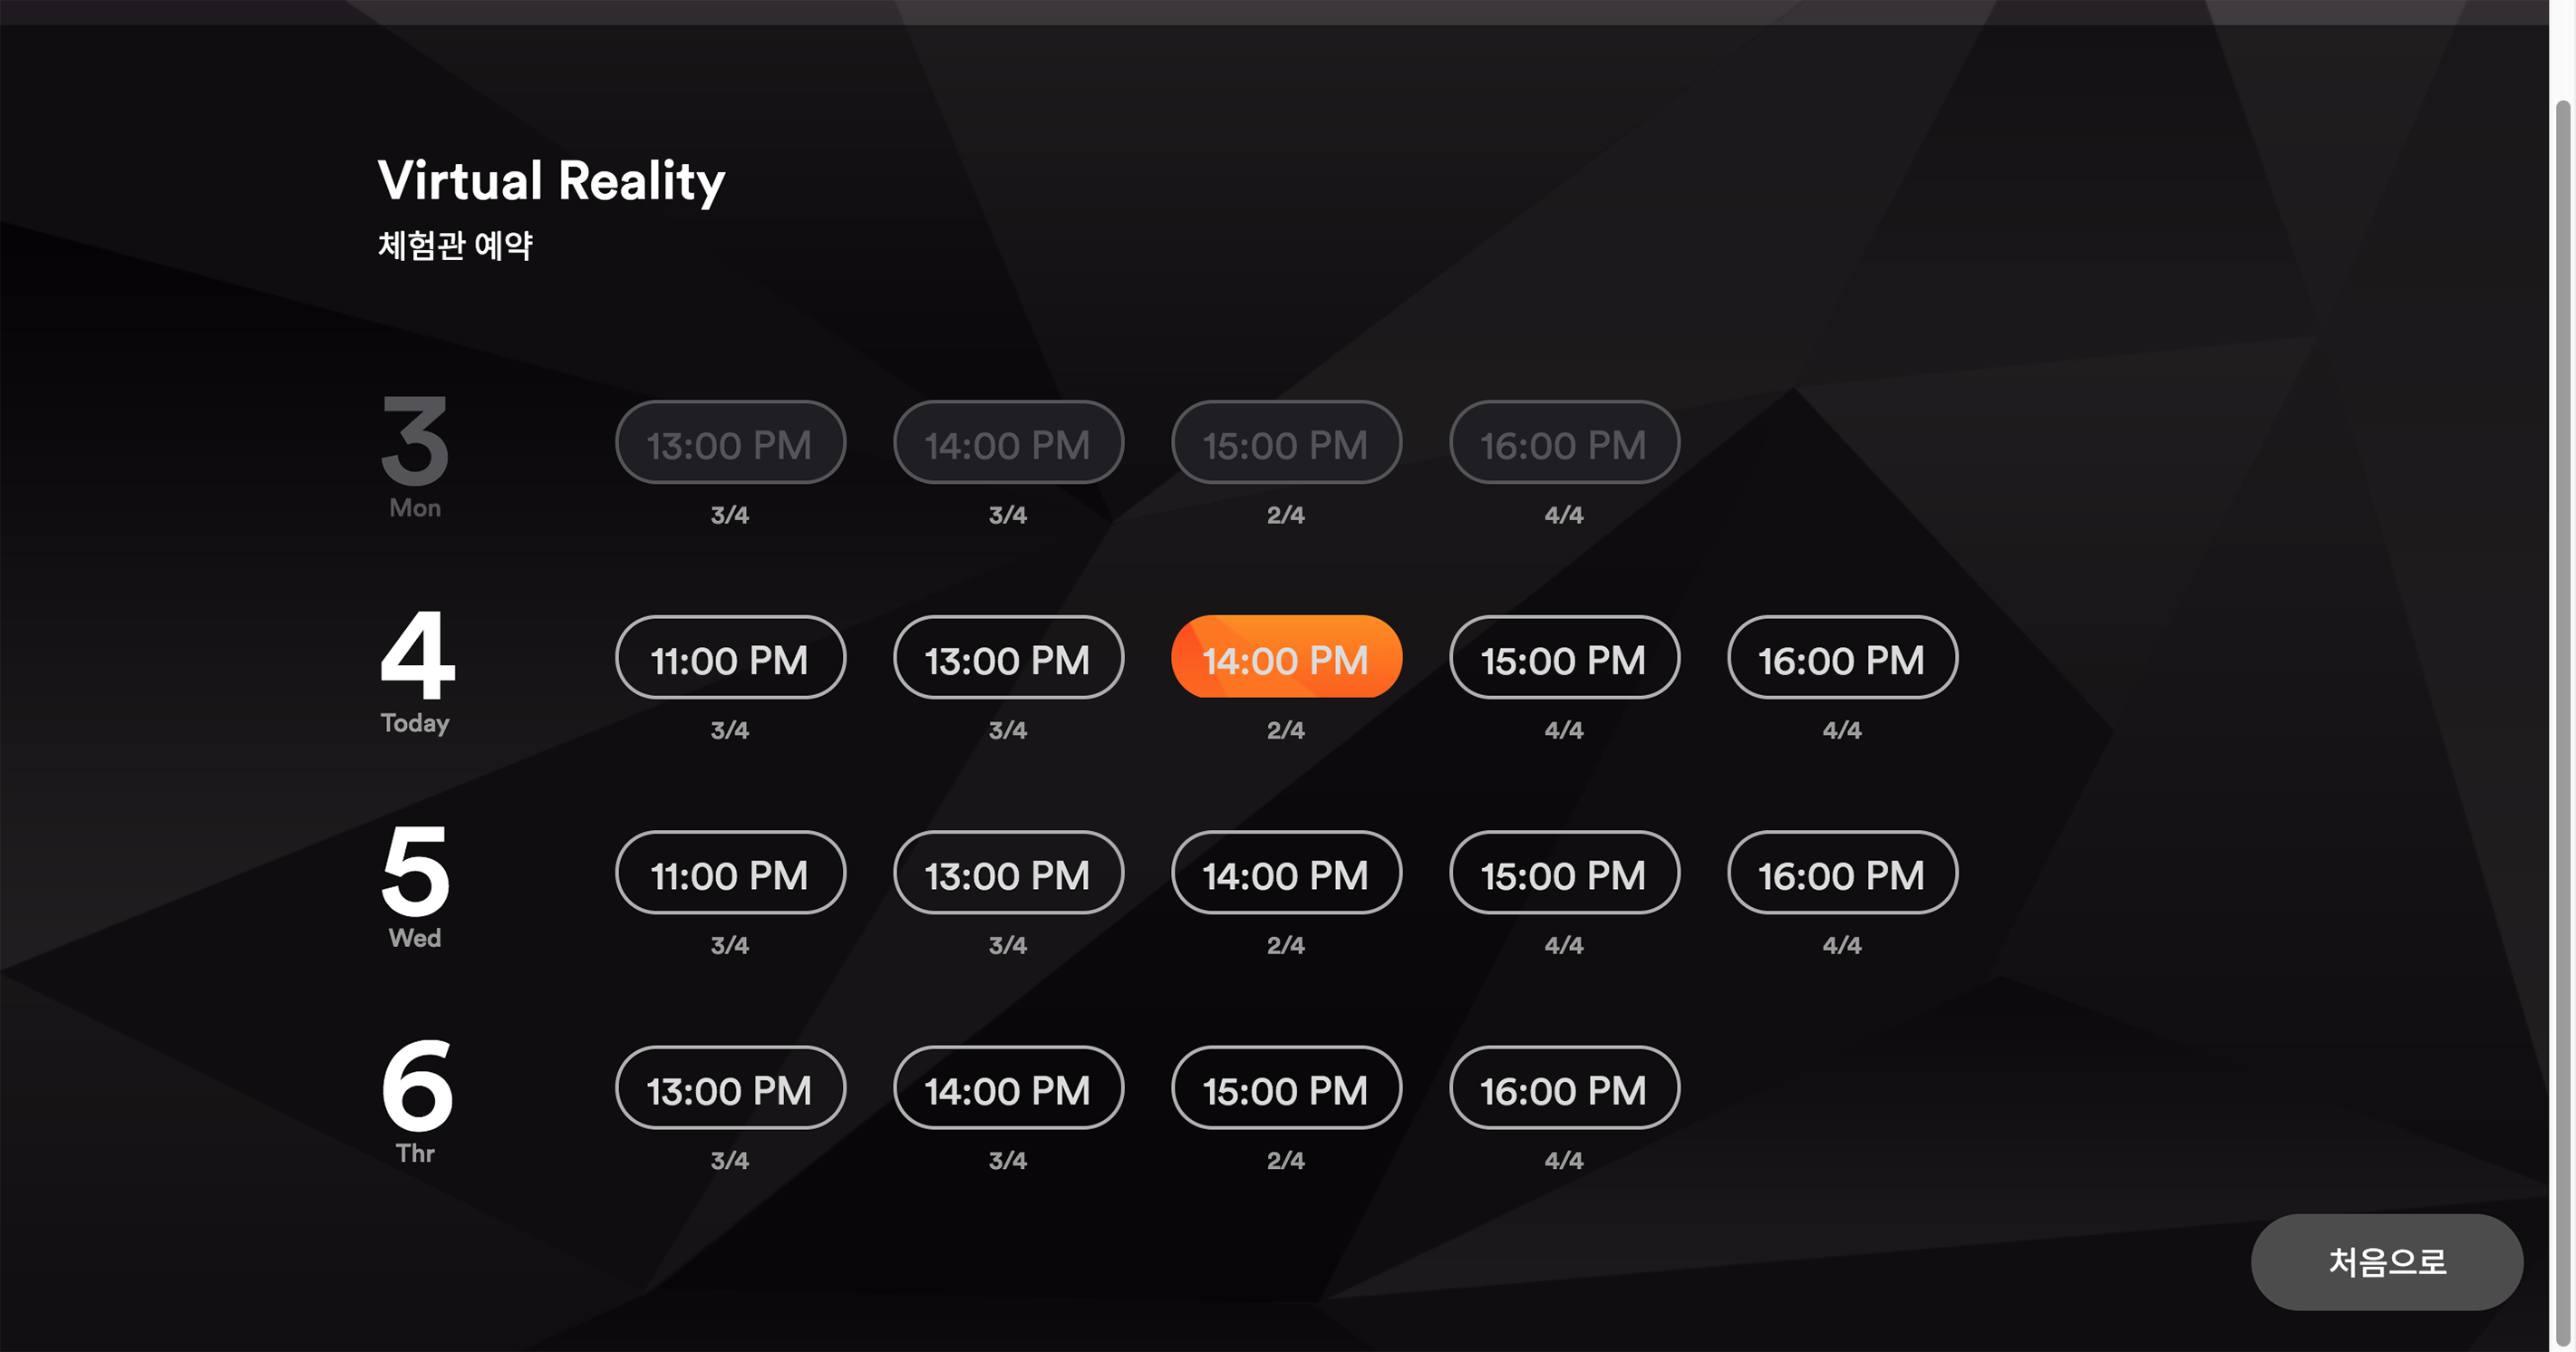 Virtual Reality
체험관 예약
3
Mon
13:00 PM 14:00 PM 15:00 PM 16:00 PM
3/4 3/4 2/4 4/4
4
Today
11:00 PM 13:00 PM 14:00 PM 15:00 PM 16:00 PM
3/4 3/4 2/4 4/4 4/4
5
Wed
11:00 PM 13:00 PM 14:00 PM 15:00 PM 16:00 PM
3/4 3/4 2/4 4/4 4/4
6
Thr
13:00 PM 14:00 PM 15:00 PM 16:00 PM
3/4 3/4 2/4 4/4
처음으로